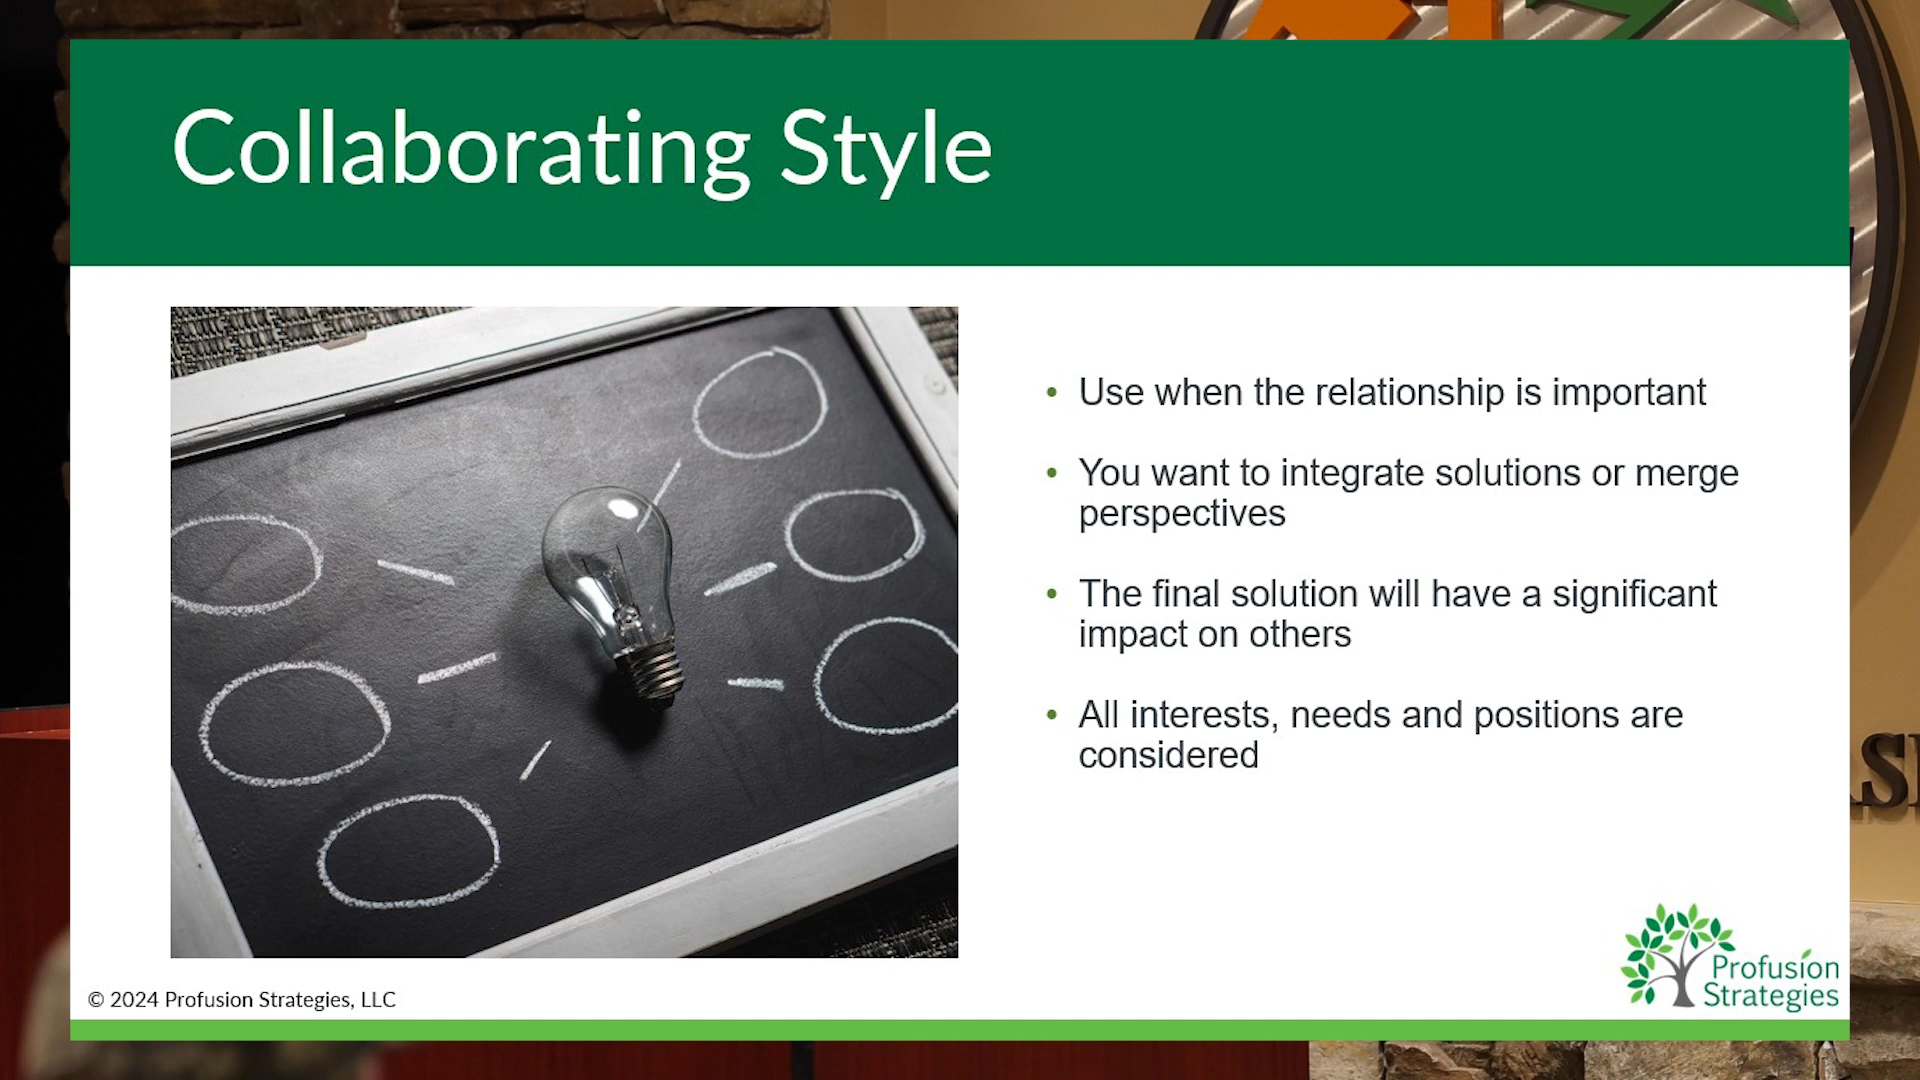 Collaborating Style
• Use when the relationship is important
• You want to integrate solutions or merge
perspectives
• The final solution will have a significant
impact on others
• All interests, needs and positions are
considered
Profusion
Strategies
© 2024 Profusion Strategies, LLC